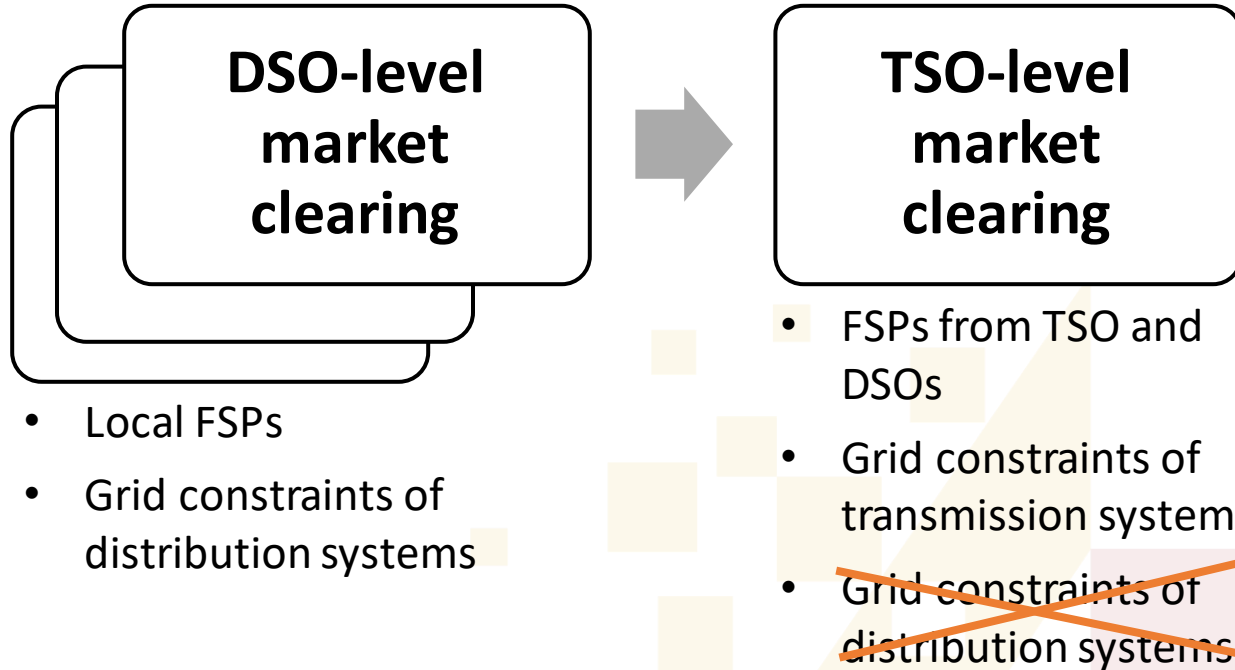 DSO-level
market
clearing
• Local FSPs
• Grid constraints of
distribution systems
TSO-level
market
clearing
• FSPs from TSO and
DSOs
• Grid constraints of
transmission system
• Grid constraints of
distribution systems